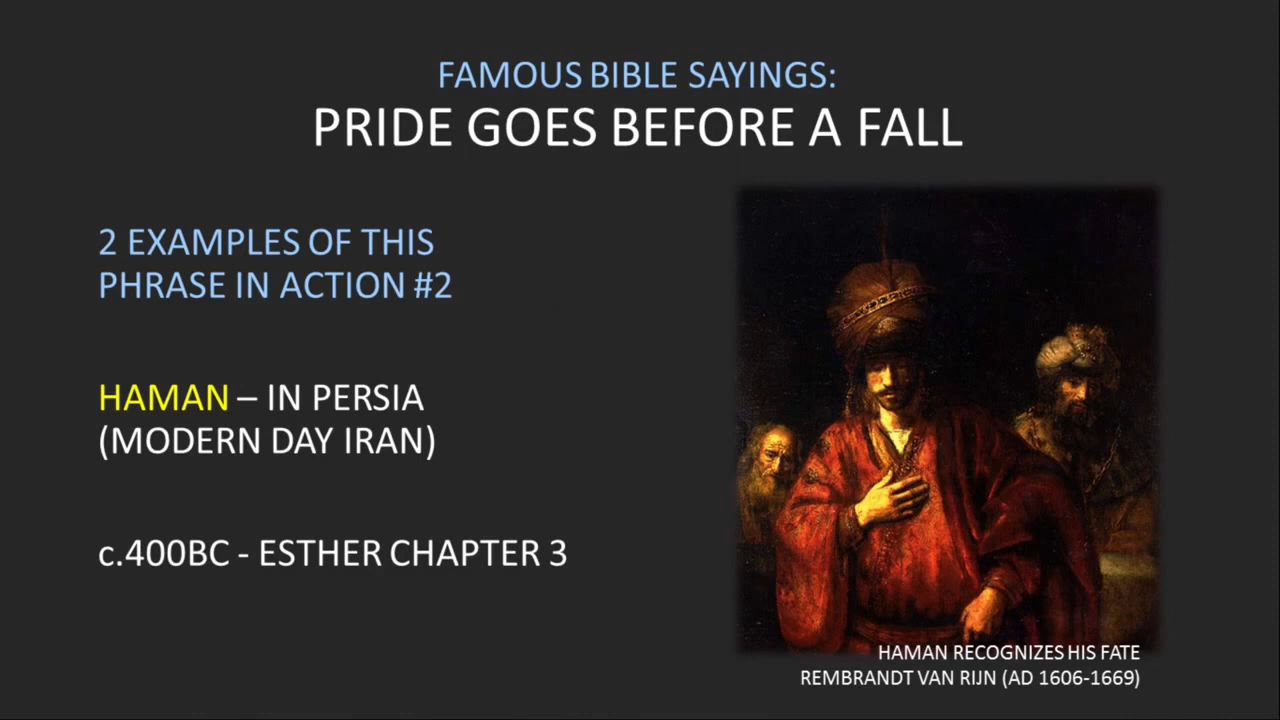 FAMOUS BIBLE SAYINGS:
PRIDE GOES BEFORE A FALL
2 EXAMPLES OF THIS
PHRASE IN ACTION #2
HAMAN – IN PERSIA
(MODERN DAY IRAN)
c.400BC - ESTHER CHAPTER 3
HAMAN RECOGNIZES HIS FATE
REMBRANDT VAN RIJN (AD 1606-1669)